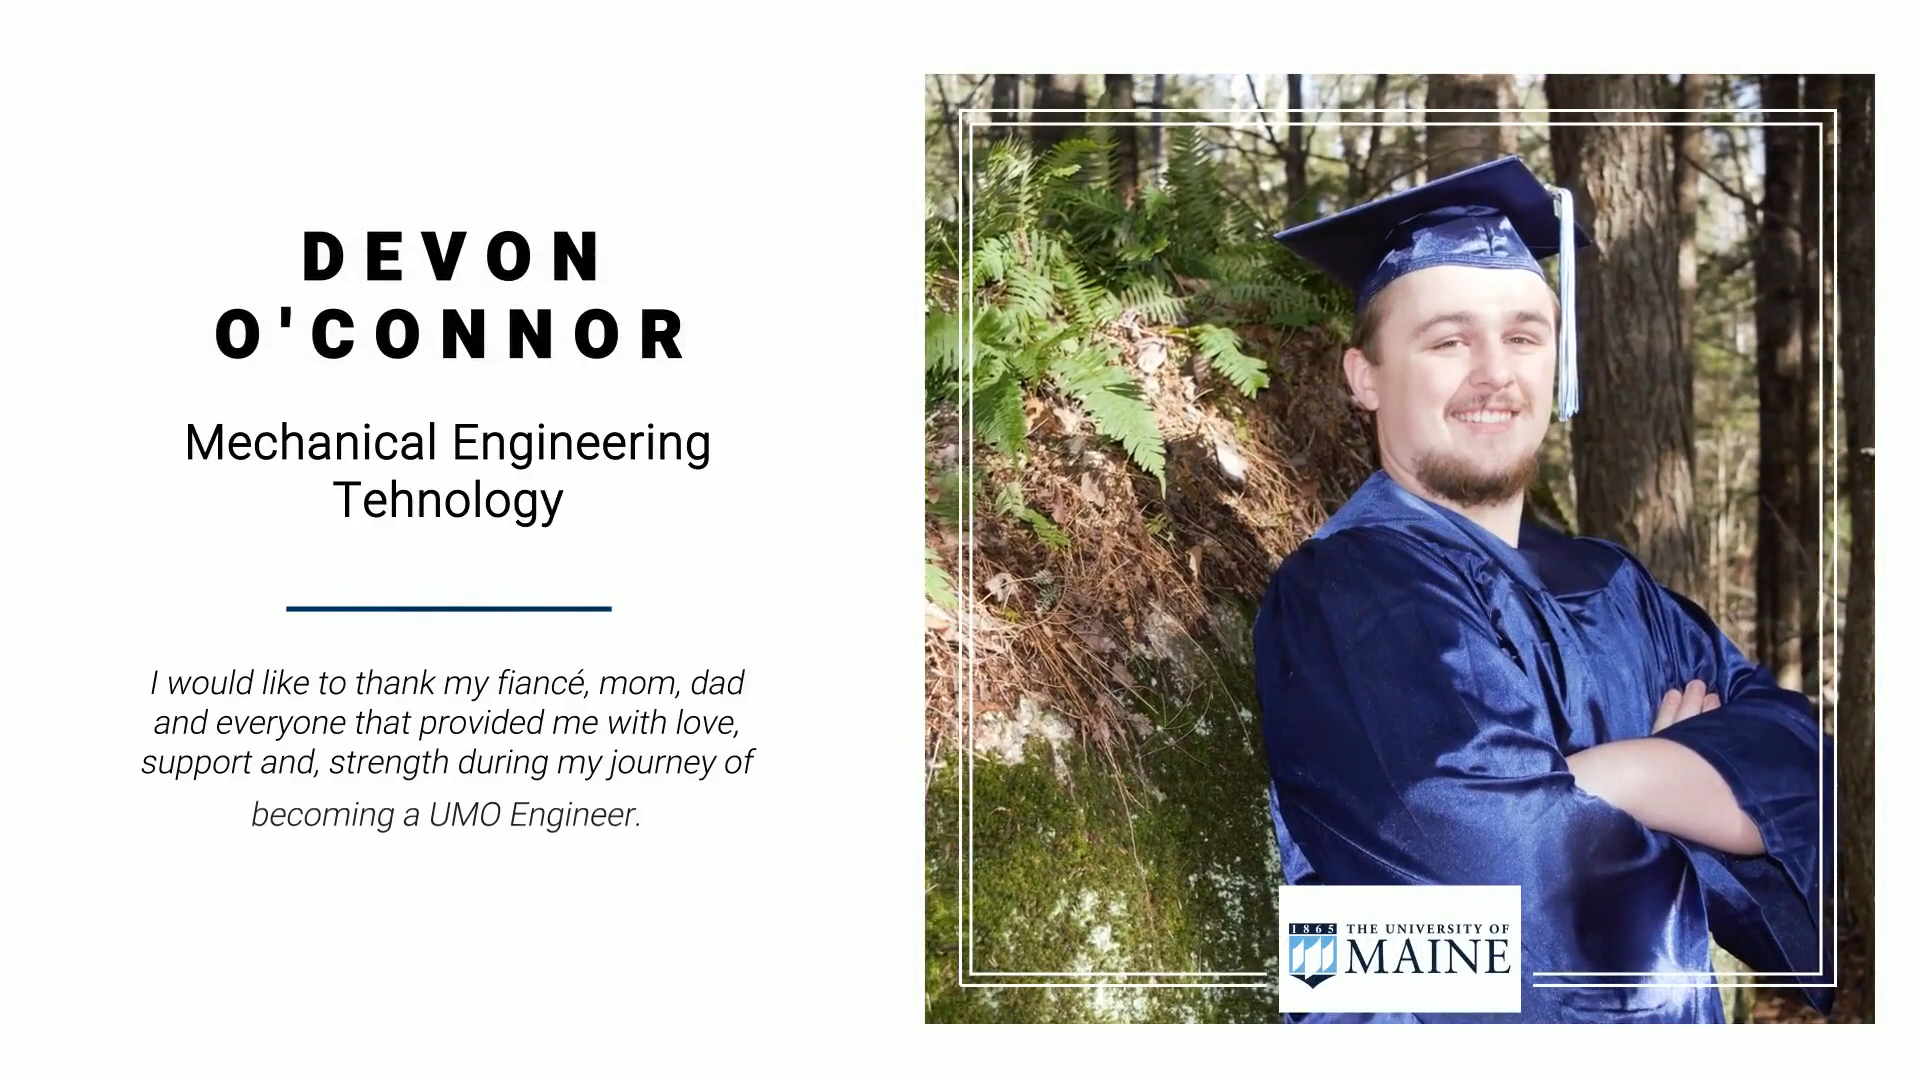 DEVON
O'CONNOR
Mechanical Engineering
Tehnology
I would like to thank my fiancé, mom, dad
and everyone that provided me with love,
support and, strength during my journey of
becoming a UMO Engineer.
1865
THE UNIVERSITY OF
MAINE